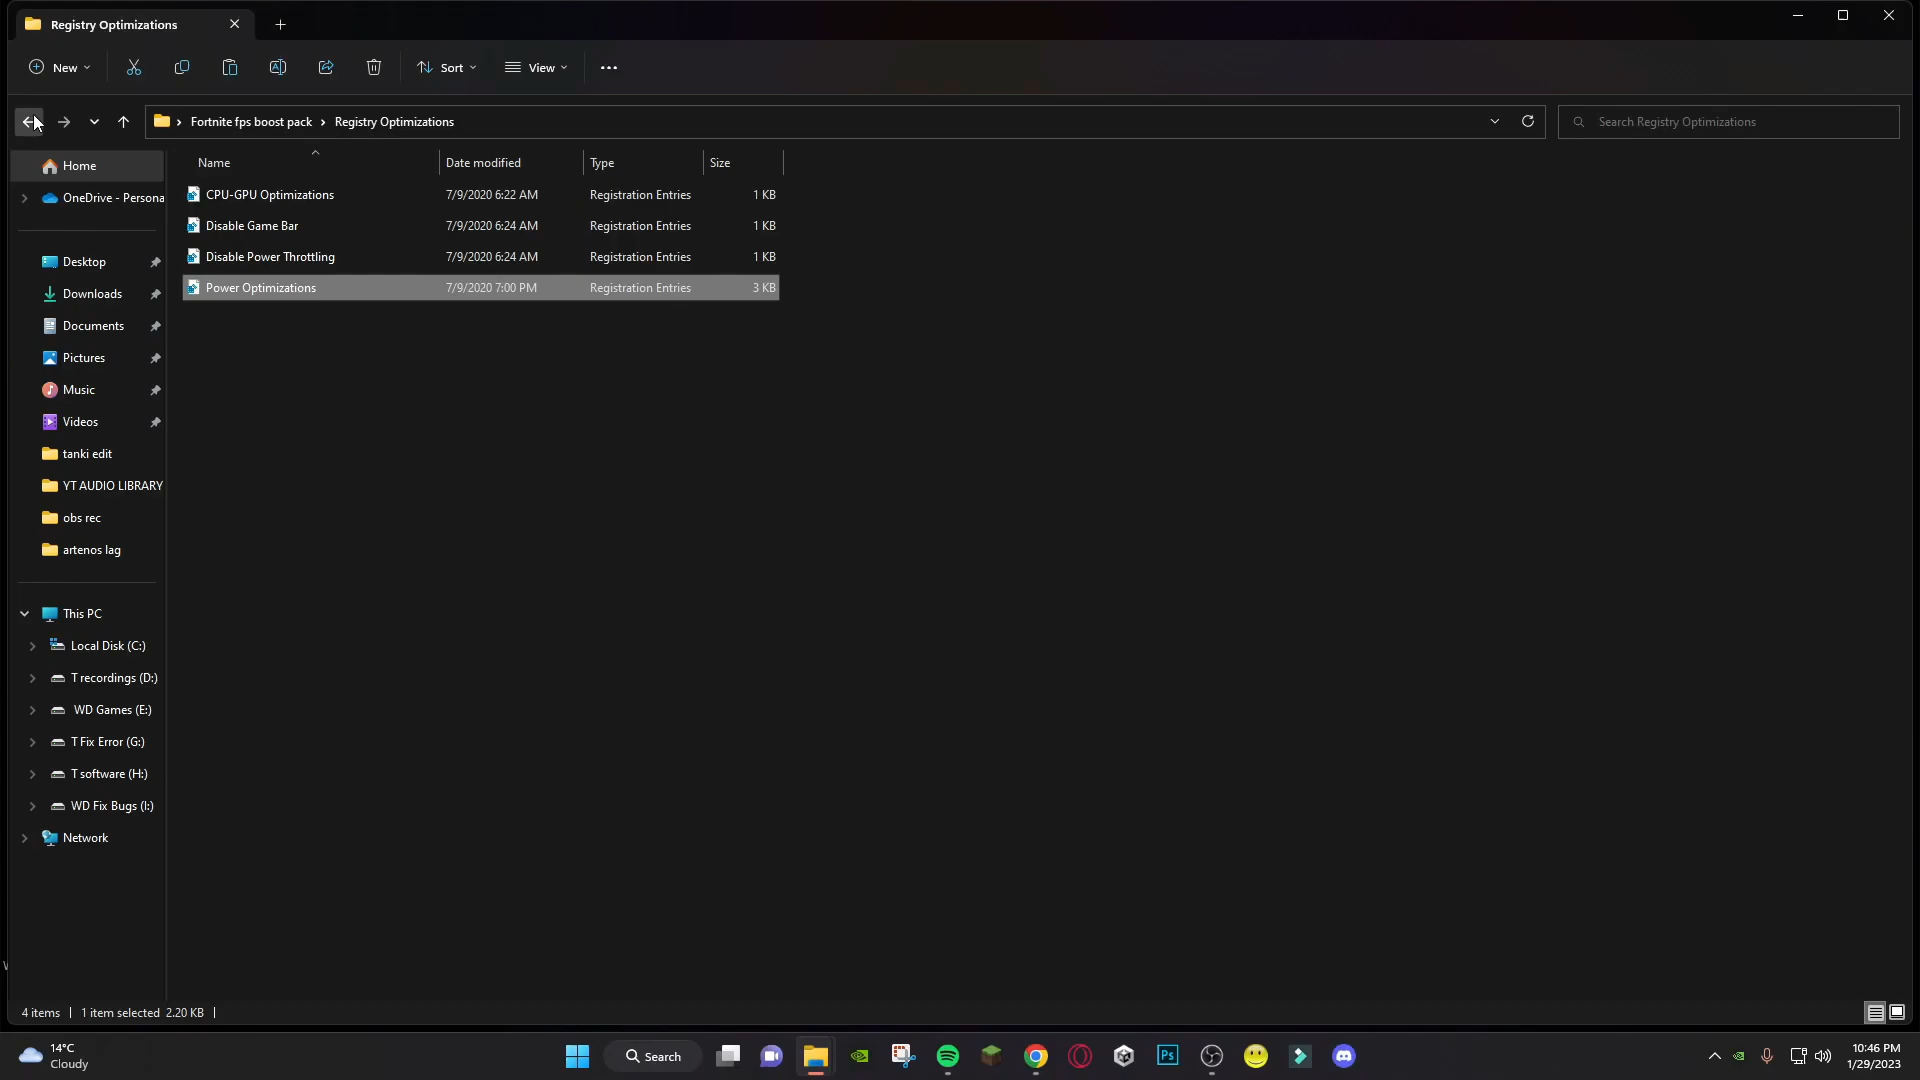 Registry Optimizations
New
Sort
View
Fortnite fps boost pack > Registry Optimizations
Search Registry Optimizations
Home
OneDrive - Persona
Desktop
Downloads
Documents
Pictures
Music
Videos
tanki edit
YT AUDIO LIBRARY
obs rec
artenos lag
This PC
Local Disk (C:)
T recordings (D:)
WD Games (E:)
T Fix Error (G:)
T software (H:)
WD Fix Bugs (I:)
Network
Name Date modified Type Size
CPU-GPU Optimizations 7/9/2020 6:22 AM Registration Entries 1 KB
Disable Game Bar 7/9/2020 6:24 AM Registration Entries 1 KB
Disable Power Throttling 7/9/2020 6:24 AM Registration Entries 1 KB
Power Optimizations 7/9/2020 7:00 PM Registration Entries 3 KB
4 items | 1 item selected 2.20 KB |
14°C
Cloudy
Search
Ps
10:46 PM
1/29/2023